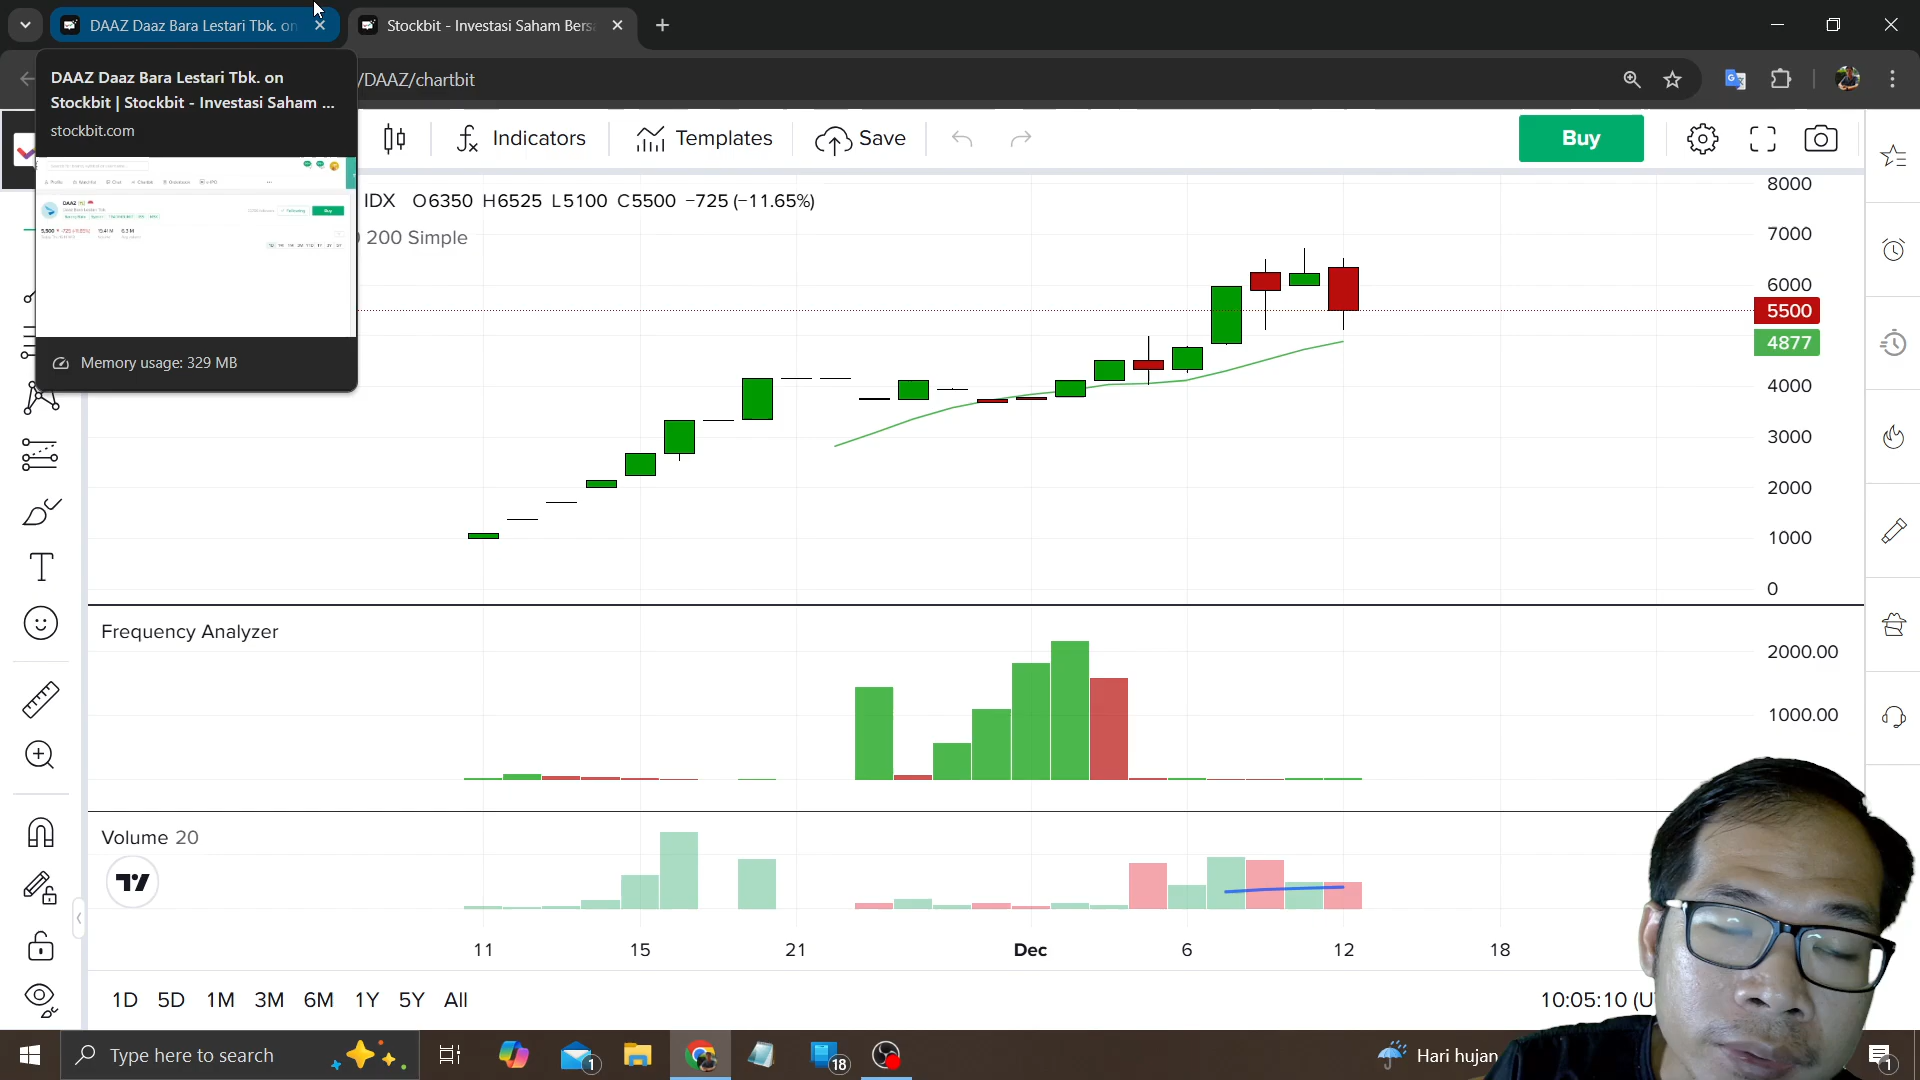 DAAZ Daaz Bara Lestari Tbk. on
Stockbit - Investasi Saham Bers
DAAZ Daaz Bara Lestari Tbk. on
Stockbit | Stockbit - Investasi Saham ...
stockbit.com
/DAAZ/chartbit
Indicators
Templates
Save
Buy
IDX O6350 H6525 L5100 C5500 −725 (−11.65%)
200 Simple
Memory usage: 329 MB
8000
7000
6000
5500
4877
4000
3000
2000
1000
0
Frequency Analyzer
2000.00
1000.00
Volume 20
11
15
21
Dec
6
12
18
1D 5D 1M 3M 6M 1Y 5Y All
10:05:10 (U
Type here to search
1
18
Hari hujan
1